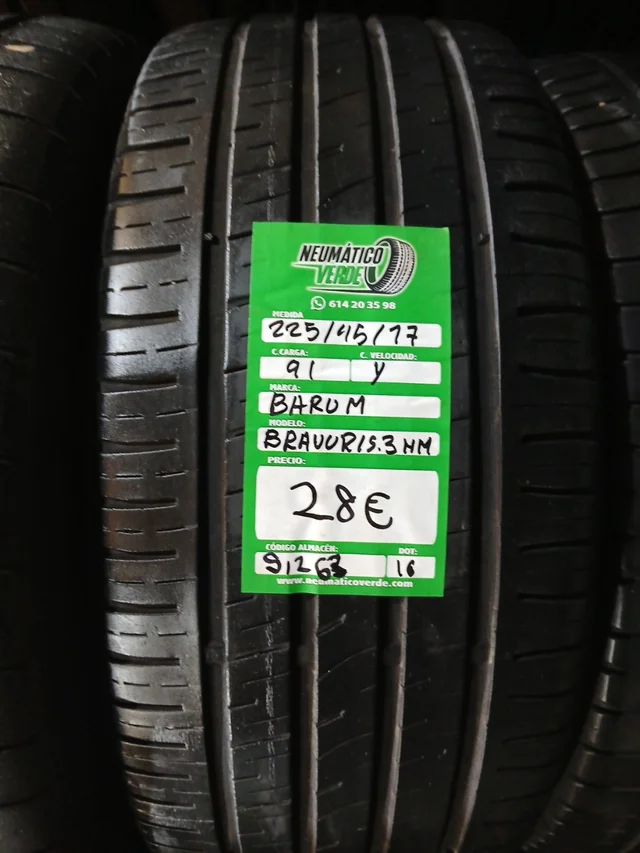 NEUMÁTICO
VERDE
614 20 35 98
MEDIDA
225/45/17
C.CARGA: C. VELOCIDAD:
91 Y
MARCA:
BARUM
MODELO:
BRAVURIS.3 HM
PRECIO:
28€
CÓDIGO ALMACÉN: DOT:
91263 16
www.neumaticoverde.com